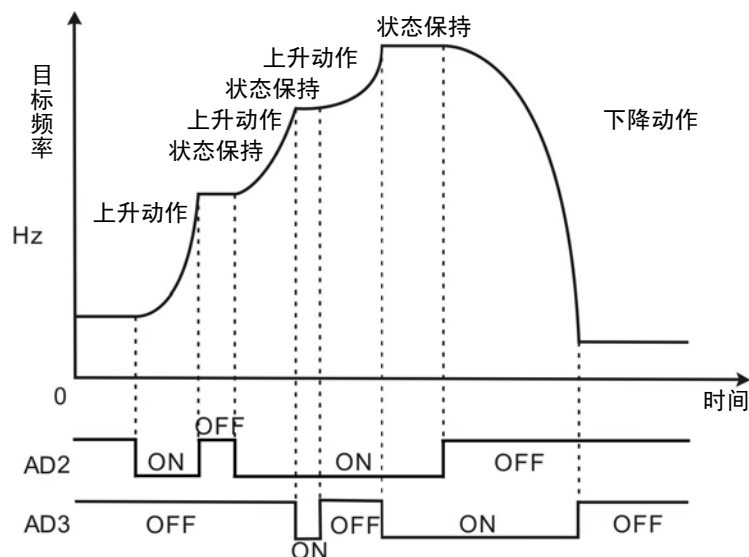 状态保持
上升动作
状态保持
上升动作
状态保持
上升动作
下降动作
目标频率
Hz
0
时间
OFF
AD2
ON
ON
OFF
AD3
OFF
ON
OFF
ON
OFF